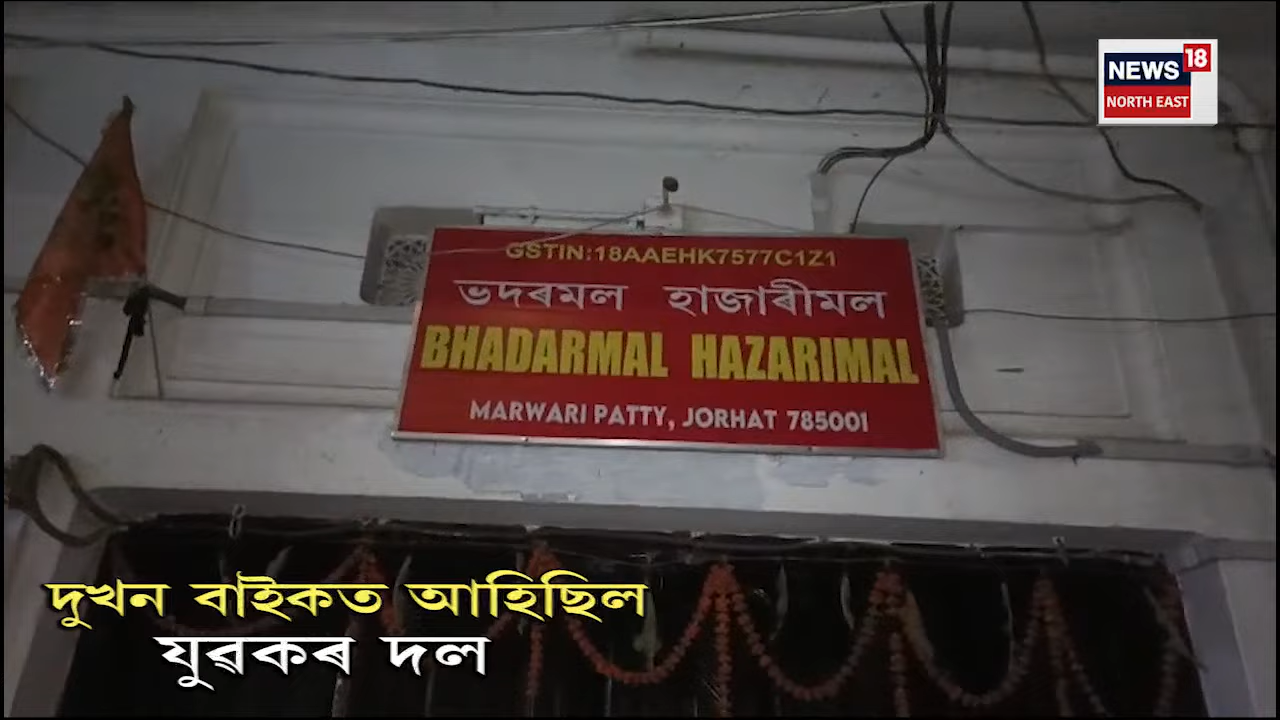 NEWS 18
NORTH EAST
GSTIN:18AAEHK7577C1Z1
ভদৰমল হাজাৰীমল
BHADARMAL HAZARIMAL
MARWARI PATTY, JORHAT 785001
দুখন বাইকত আহিছিল
যুৱকৰ দল